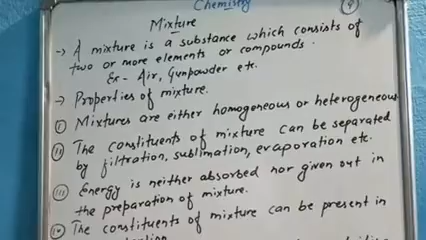 Chemistry
Mixture
→ A mixture is a substance which consists of
two or more elements or compounds.
Ex - Air, Gunpowder etc.
→ Properties of mixture.
(i) Mixtures are either homogeneous or heterogeneous
(ii) The constituents of mixture can be separated
by filtration, sublimation, evaporation etc.
(iii) Energy is neither absorbed nor given out in
the preparation of mixture.
(iv) The constituents of mixture can be present in